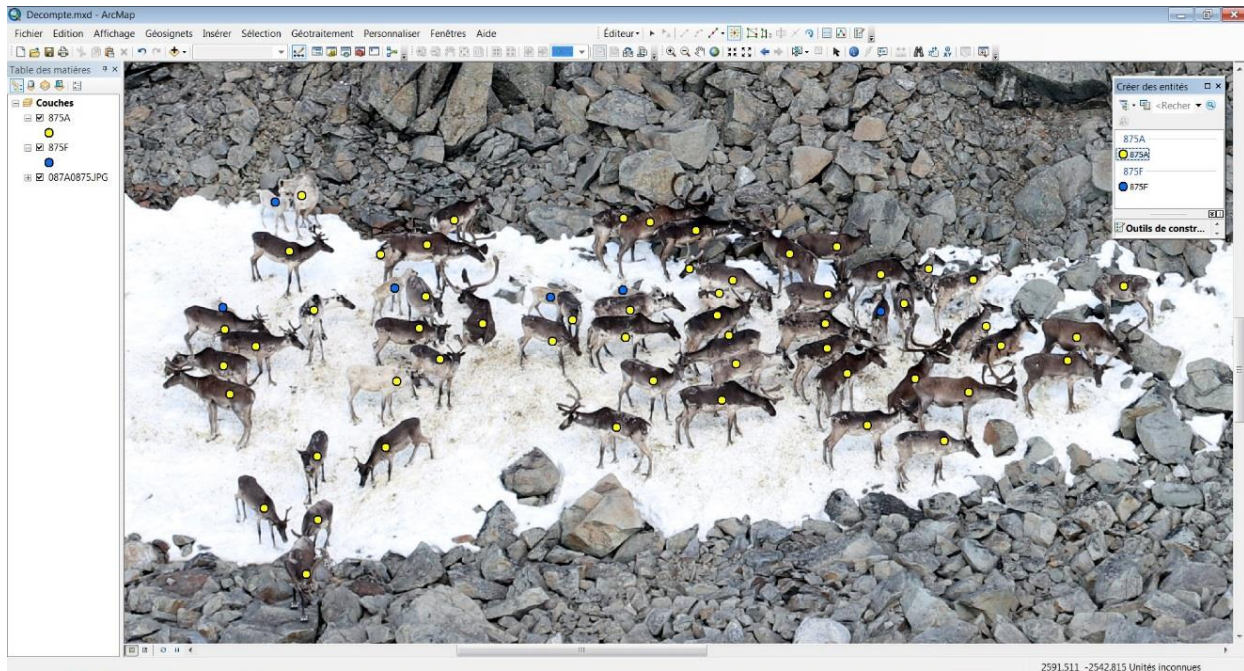 Decompte.mxd - ArcMap
Fichier Edition Affichage Géosignets Insérer Sélection Géotraitement Personnaliser Fenêtres Aide
Éditeur
Table des matières
Couches
875A
875F
087A0875.JPG
Créer des entités
<Recher
875A
875A
875F
875F
Outils de constr...
2591.511 -2542.815 Unités inconnues